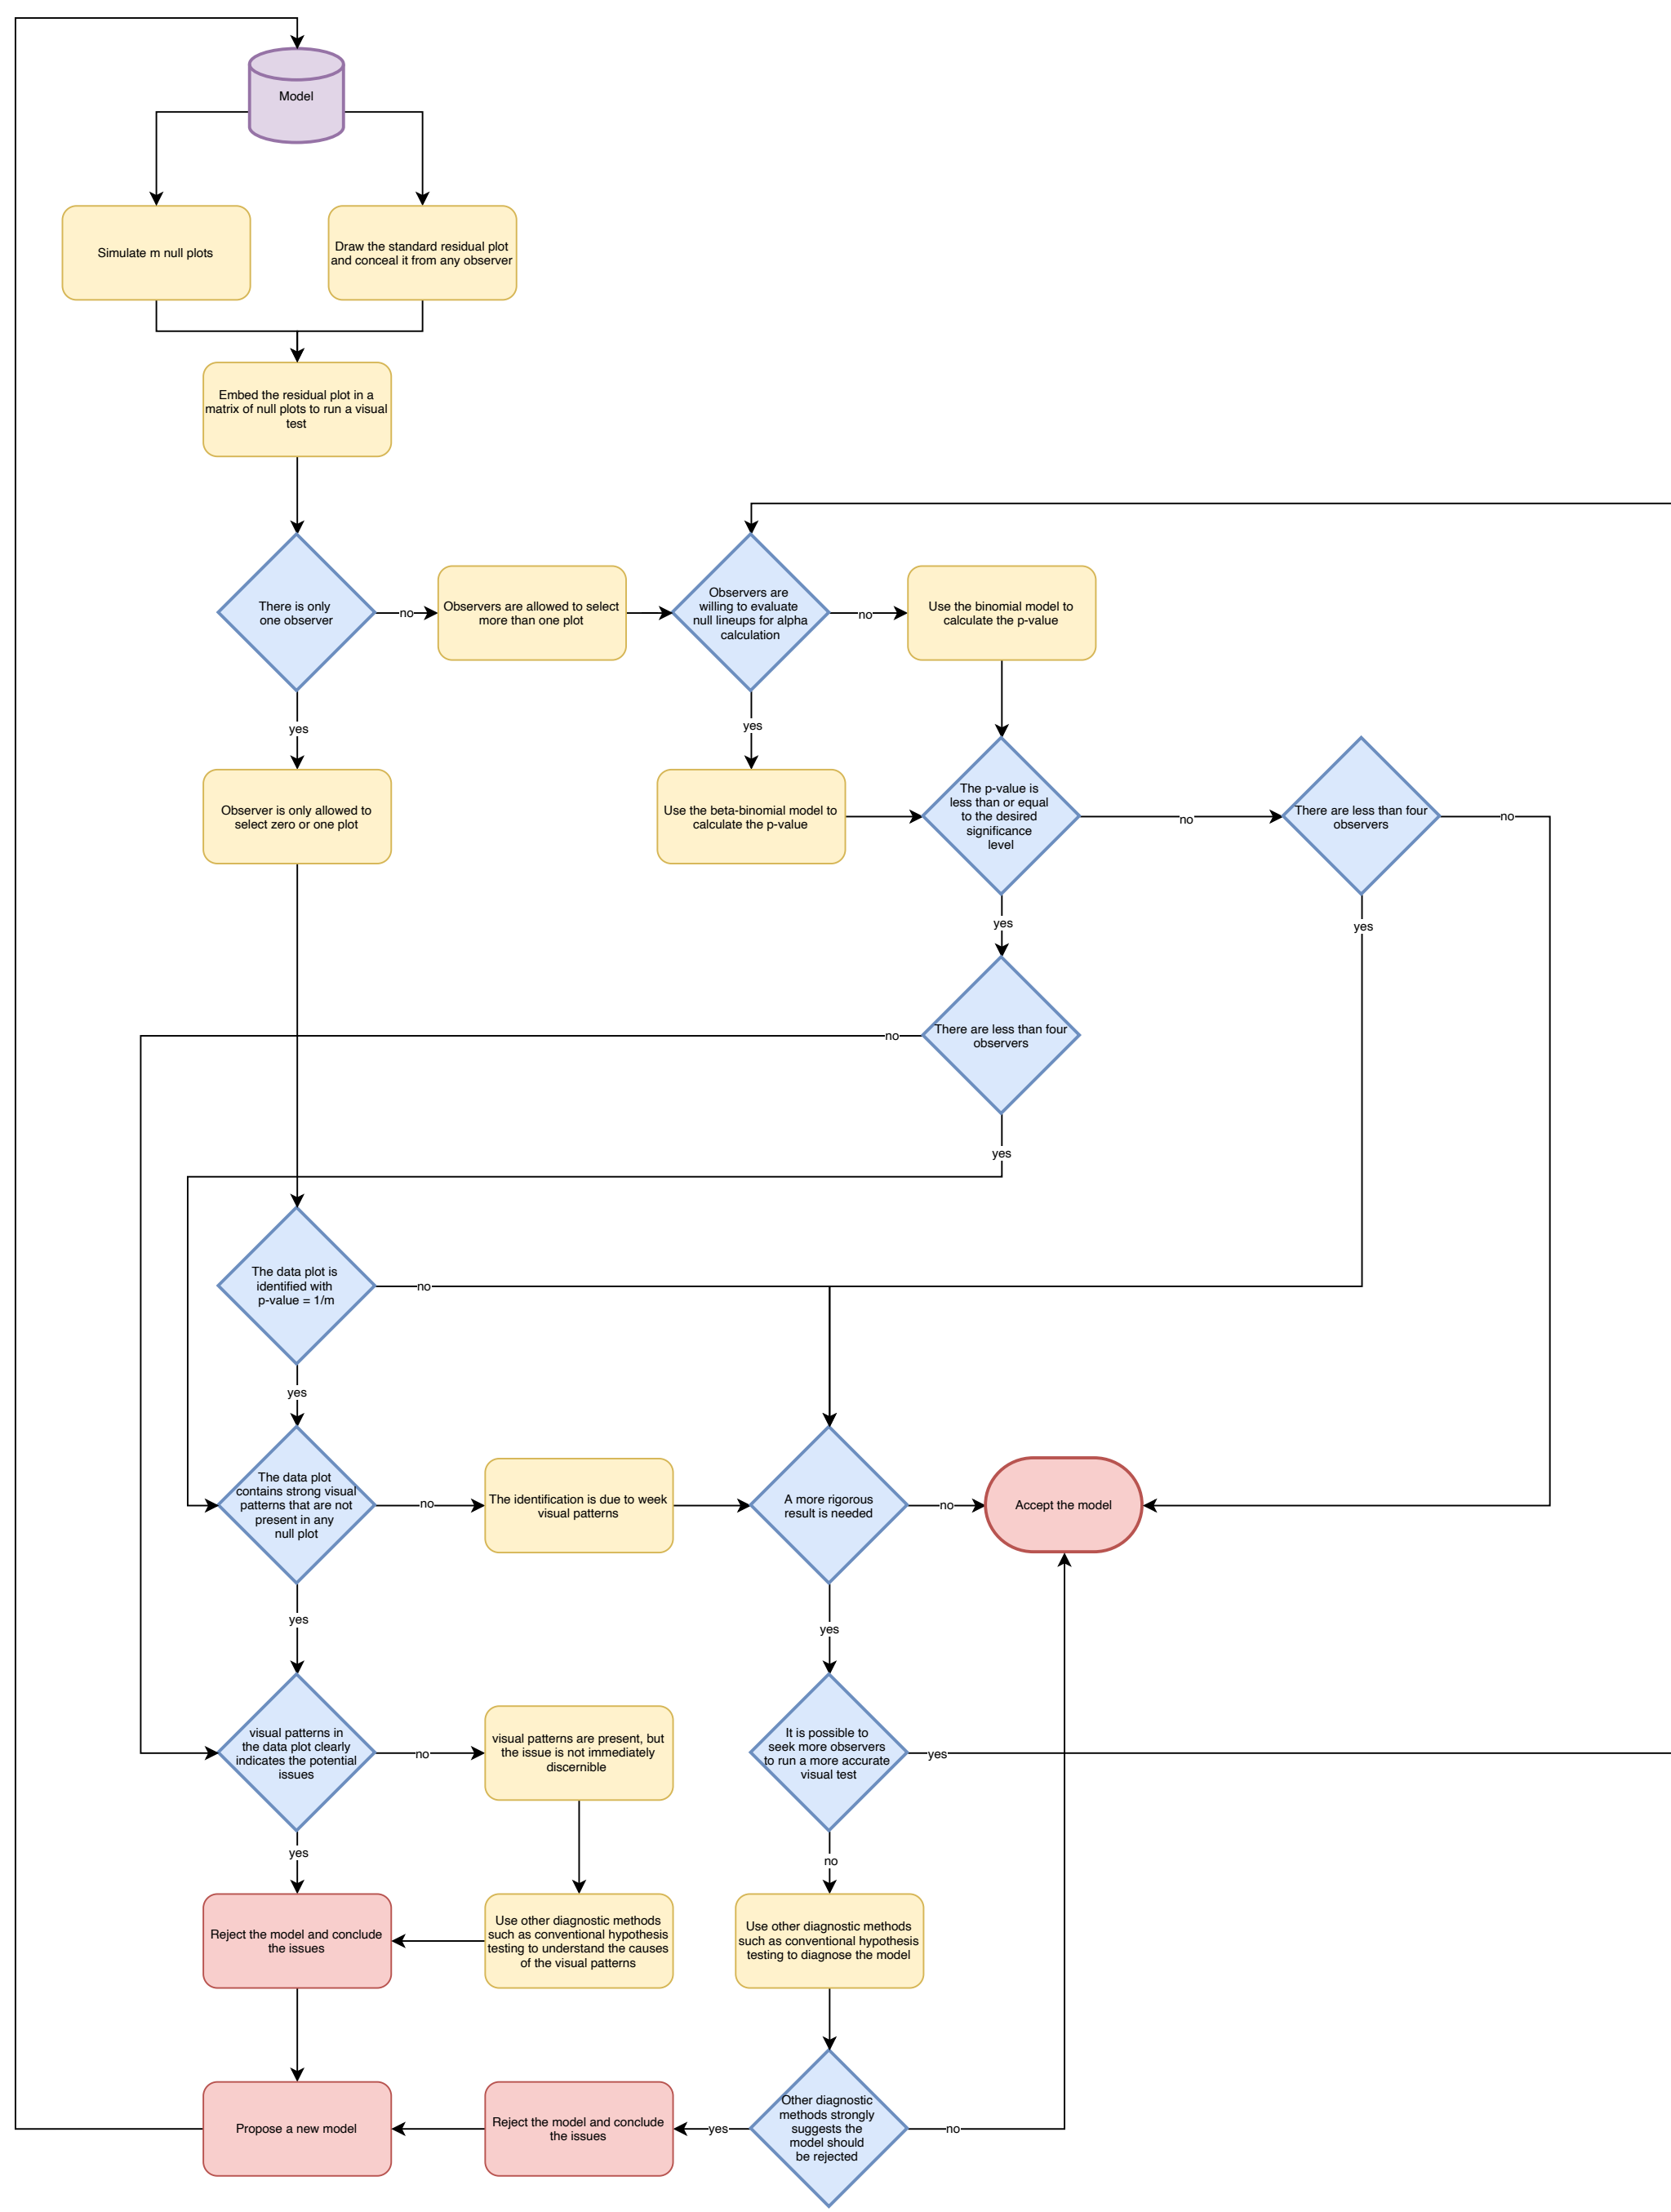 Model
Simulate m null plots
Draw the standard residual plot
and conceal it from any observer
Embed the residual plot in a
matrix of null plots to run a visual
test
There is only
one observer
no
Observers are allowed to select
more than one plot
Observers are
willing to evaluate
null lineups for alpha
calculation
no
Use the binomial model to
calculate the p-value
yes
yes
Observer is only allowed to
select zero or one plot
Use the beta-binomial model to
calculate the p-value
The p-value is
less than or equal
to the desired
significance
level
no
There are less than four
observers
no
yes
yes
There are less than four
observers
no
yes
The data plot is
identified with
p-value = 1/m
no
yes
The data plot
contains strong visual
patterns that are not
present in any
null plot
no
The identification is due to week
visual patterns
A more rigorous
result is needed
no
Accept the model
yes
yes
visual patterns in
the data plot clearly
indicates the potential
issues
no
visual patterns are present, but
the issue is not immediately
discernible
It is possible to
seek more observers
to run a more accurate
visual test
yes
yes
no
Reject the model and conclude
the issues
Use other diagnostic methods
such as conventional hypothesis
testing to understand the causes
of the visual patterns
Use other diagnostic methods
such as conventional hypothesis
testing to diagnose the model
Propose a new model
Reject the model and conclude
the issues
yes
Other diagnostic
methods strongly
suggests the
model should
be rejected
no